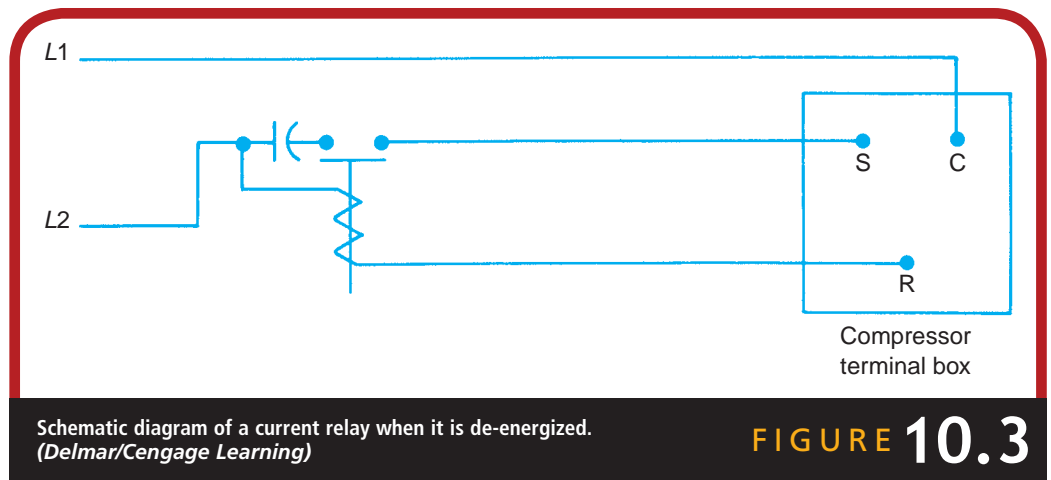 L1
S
C
L2
R
Compressor
terminal box
Schematic diagram of a current relay when it is de-energized.
(Delmar/Cengage Learning)
FIGURE 10.3